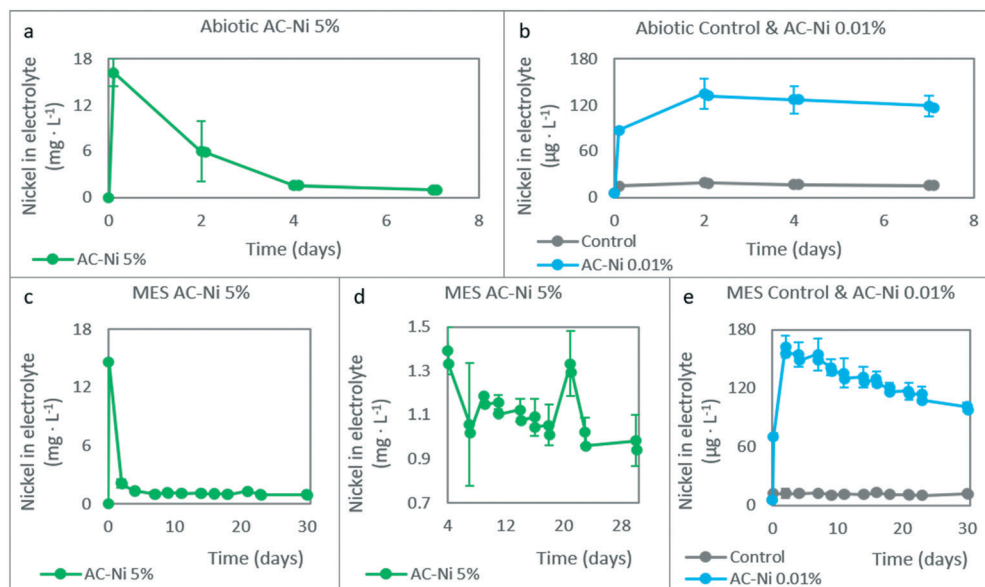 a
Abiotic AC-Ni 5%
Nickel in electrolyte
(mg · L⁻¹)
18
12
6
0
0 2 4 6 8
Time (days)
AC-Ni 5%
b
Abiotic Control & AC-Ni 0.01%
Nickel in electrolyte
(µg · L⁻¹)
180
120
60
0
0 2 4 6 8
Time (days)
Control
AC-Ni 0.01%
c
MES AC-Ni 5%
Nickel in electrolyte
(mg · L⁻¹)
18
12
6
0
0 10 20 30
Time (days)
AC-Ni 5%
d
MES AC-Ni 5%
Nickel in electrolyte
(mg · L⁻¹)
1.5
1.3
1.1
0.9
0.7
4 12 20 28
Time (days)
AC-Ni 5%
e
MES Control & AC-Ni 0.01%
Nickel in electrolyte
(µg · L⁻¹)
180
120
60
0
0 10 20 30
Time (days)
Control
AC-Ni 0.01%